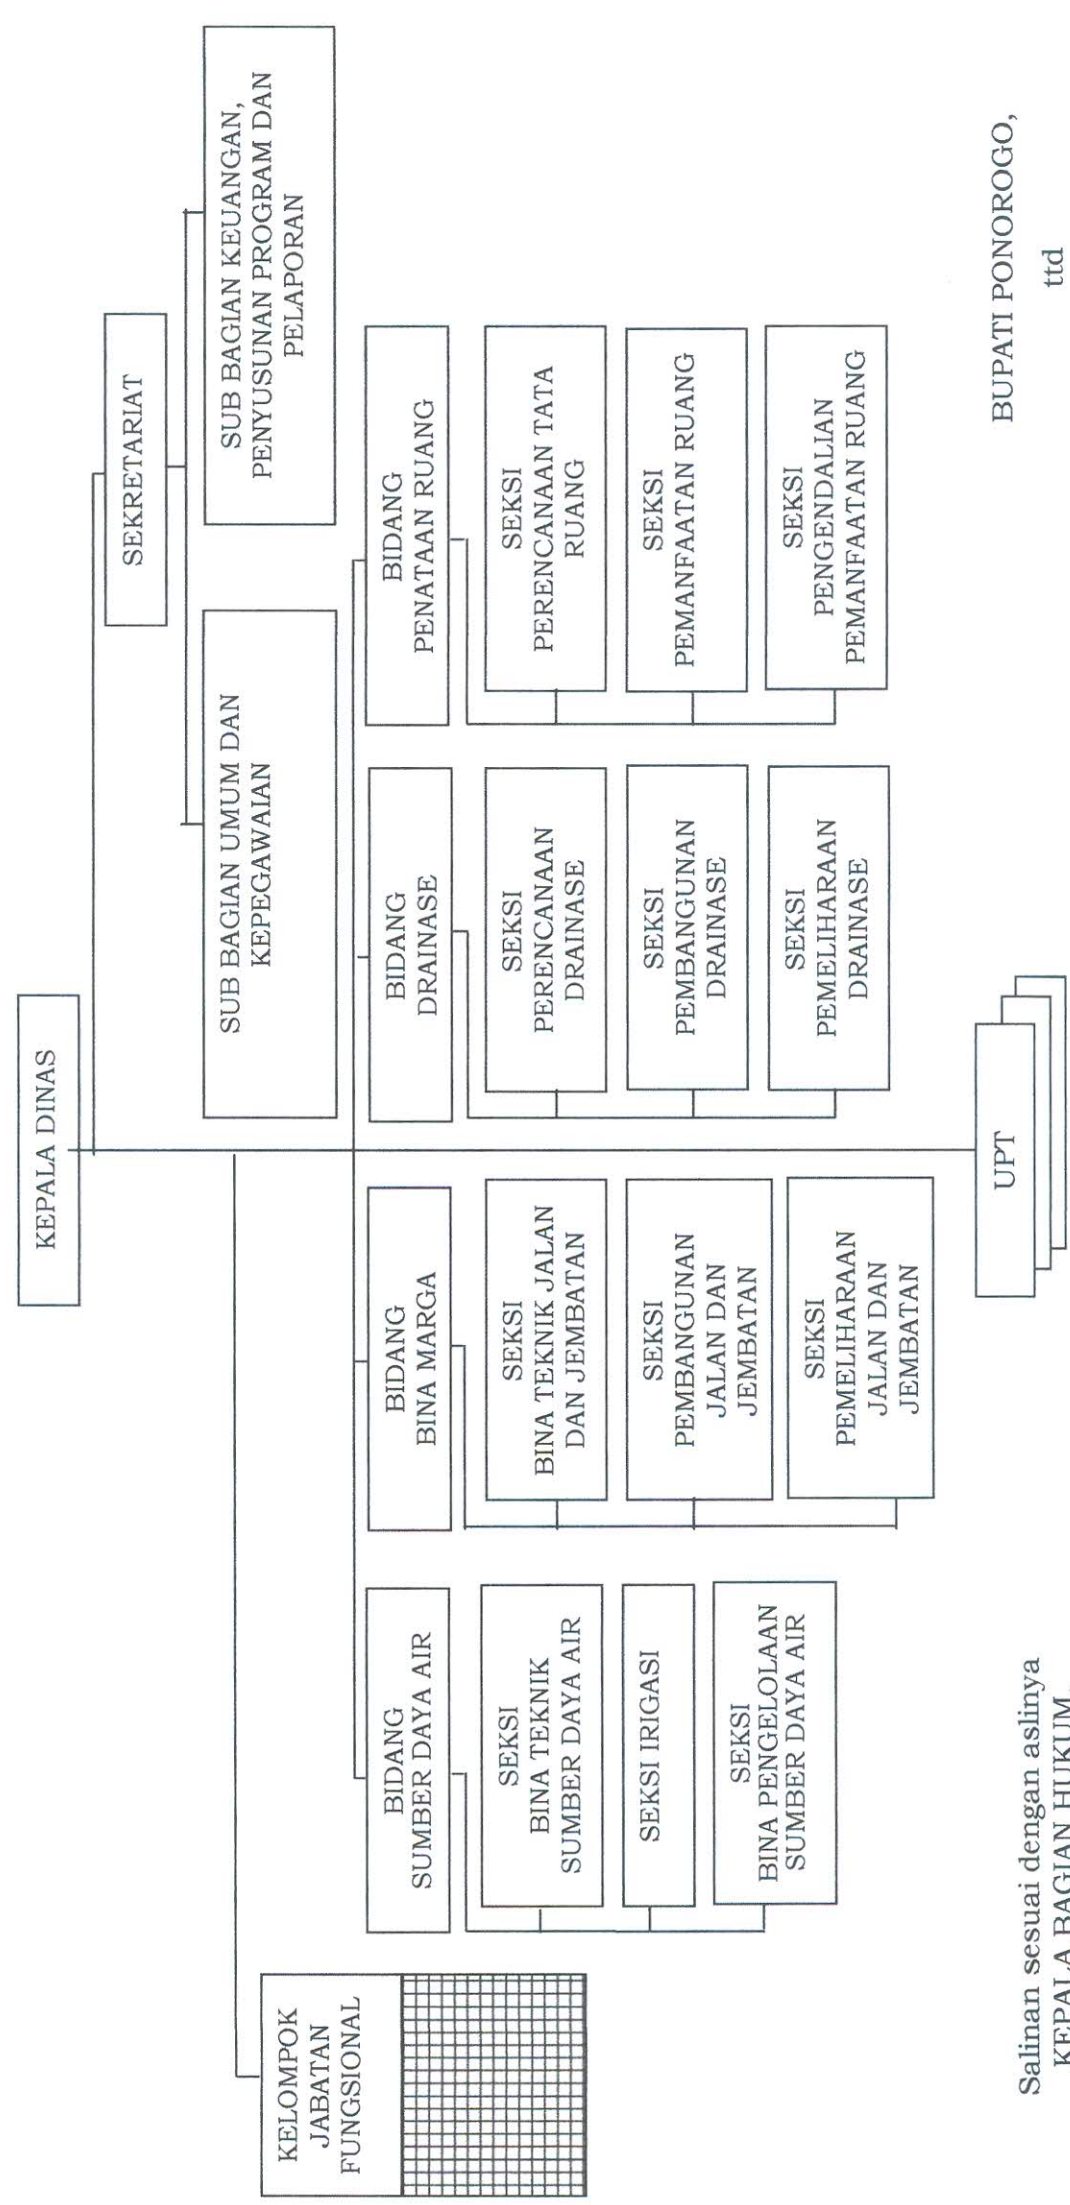 KEPALA DINAS
SEKRETARIAT
SUB BAGIAN UMUM DAN
KEPEGAWAIAN
SUB BAGIAN KEUANGAN,
PENYUSUNAN PROGRAM DAN
PELAPORAN
KELOMPOK
JABATAN
FUNGSIONAL
BIDANG
SUMBER DAYA AIR
SEKSI
BINA TEKNIK
SUMBER DAYA AIR
SEKSI IRIGASI
SEKSI
BINA PENGELOLAAN
SUMBER DAYA AIR
BIDANG
BINA MARGA
SEKSI
BINA TEKNIK JALAN
DAN JEMBATAN
SEKSI
PEMBANGUNAN
JALAN DAN
JEMBATAN
SEKSI
PEMELIHARAAN
JALAN DAN
JEMBATAN
BIDANG
DRAINASE
SEKSI
PERENCANAAN
DRAINASE
SEKSI
PEMBANGUNAN
DRAINASE
SEKSI
PEMELIHARAAN
DRAINASE
BIDANG
PENATAAN RUANG
SEKSI
PERENCANAAN TATA
RUANG
SEKSI
PEMANFAATAN RUANG
SEKSI
PENGENDALIAN
PEMANFAATAN RUANG
UPT
BUPATI PONOROGO,
ttd
Salinan sesuai dengan aslinya
KEPALA BAGIAN HUKUM